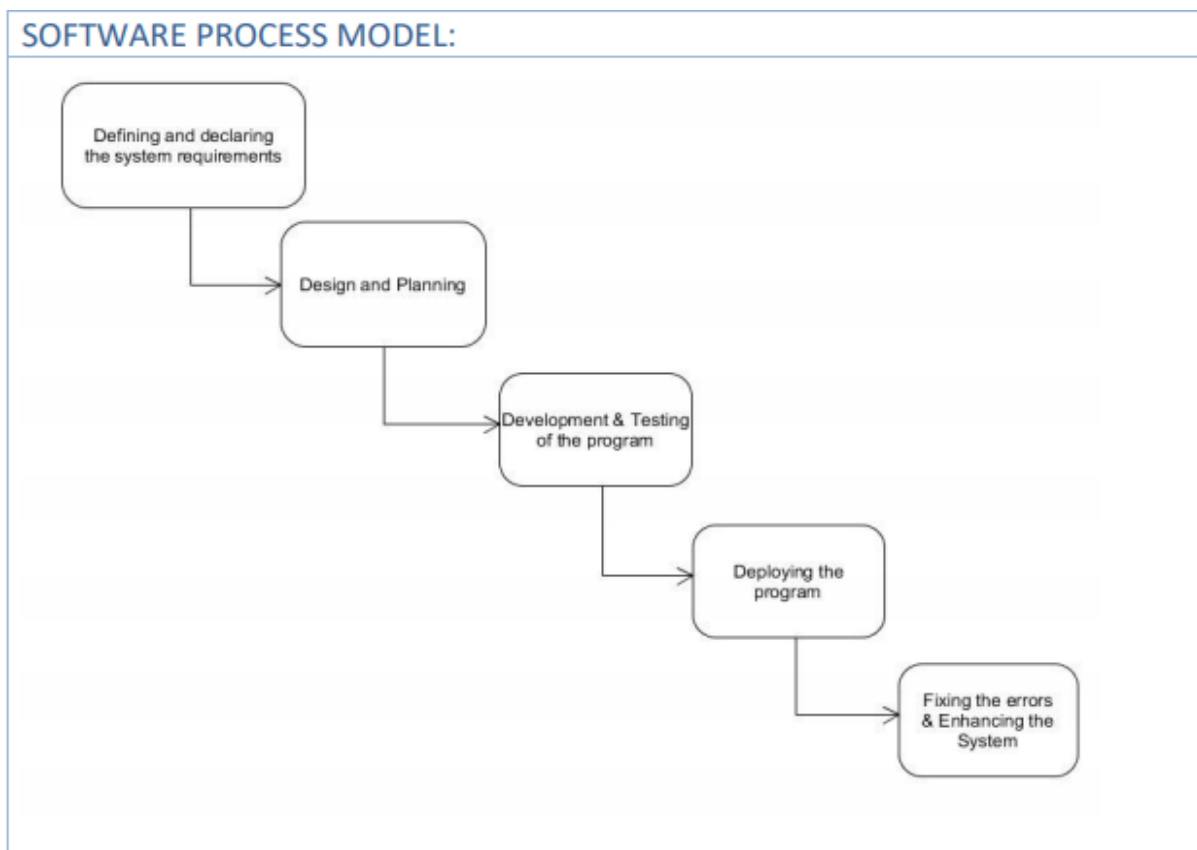 SOFTWARE PROCESS MODEL:
Defining and declaring
the system requirements
Design and Planning
Development & Testing
of the program
Deploying the
program
Fixing the errors
& Enhancing the
System